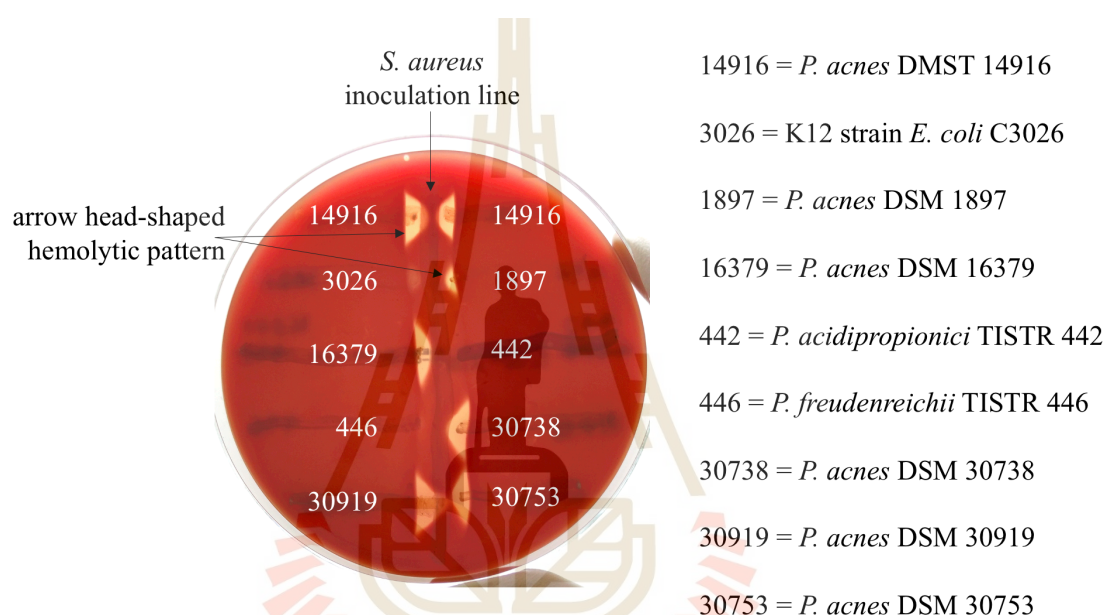 S. aureus
inoculation line
arrow head-shaped
hemolytic pattern
14916
14916
3026
1897
16379
442
446
30738
30919
30753
14916 = P. acnes DMST 14916
3026 = K12 strain E. coli C3026
1897 = P. acnes DSM 1897
16379 = P. acnes DSM 16379
442 = P. acidipropionici TISTR 442
446 = P. freudenreichii TISTR 446
30738 = P. acnes DSM 30738
30919 = P. acnes DSM 30919
30753 = P. acnes DSM 30753